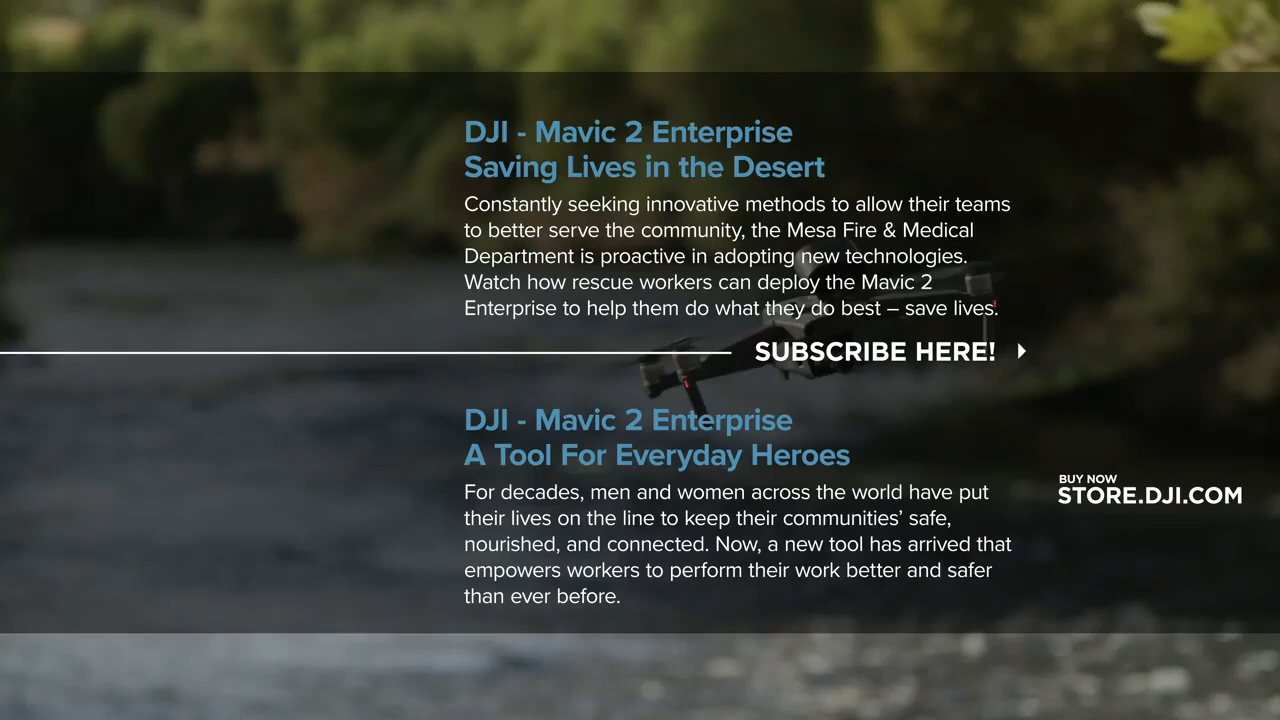 DJI - Mavic 2 Enterprise
Saving Lives in the Desert
Constantly seeking innovative methods to allow their teams
to better serve the community, the Mesa Fire & Medical
Department is proactive in adopting new technologies.
Watch how rescue workers can deploy the Mavic 2
Enterprise to help them do what they do best – save lives.
SUBSCRIBE HERE!
DJI - Mavic 2 Enterprise
A Tool For Everyday Heroes
For decades, men and women across the world have put
their lives on the line to keep their communities’ safe,
nourished, and connected. Now, a new tool has arrived that
empowers workers to perform their work better and safer
than ever before.
BUY NOW
STORE.DJI.COM